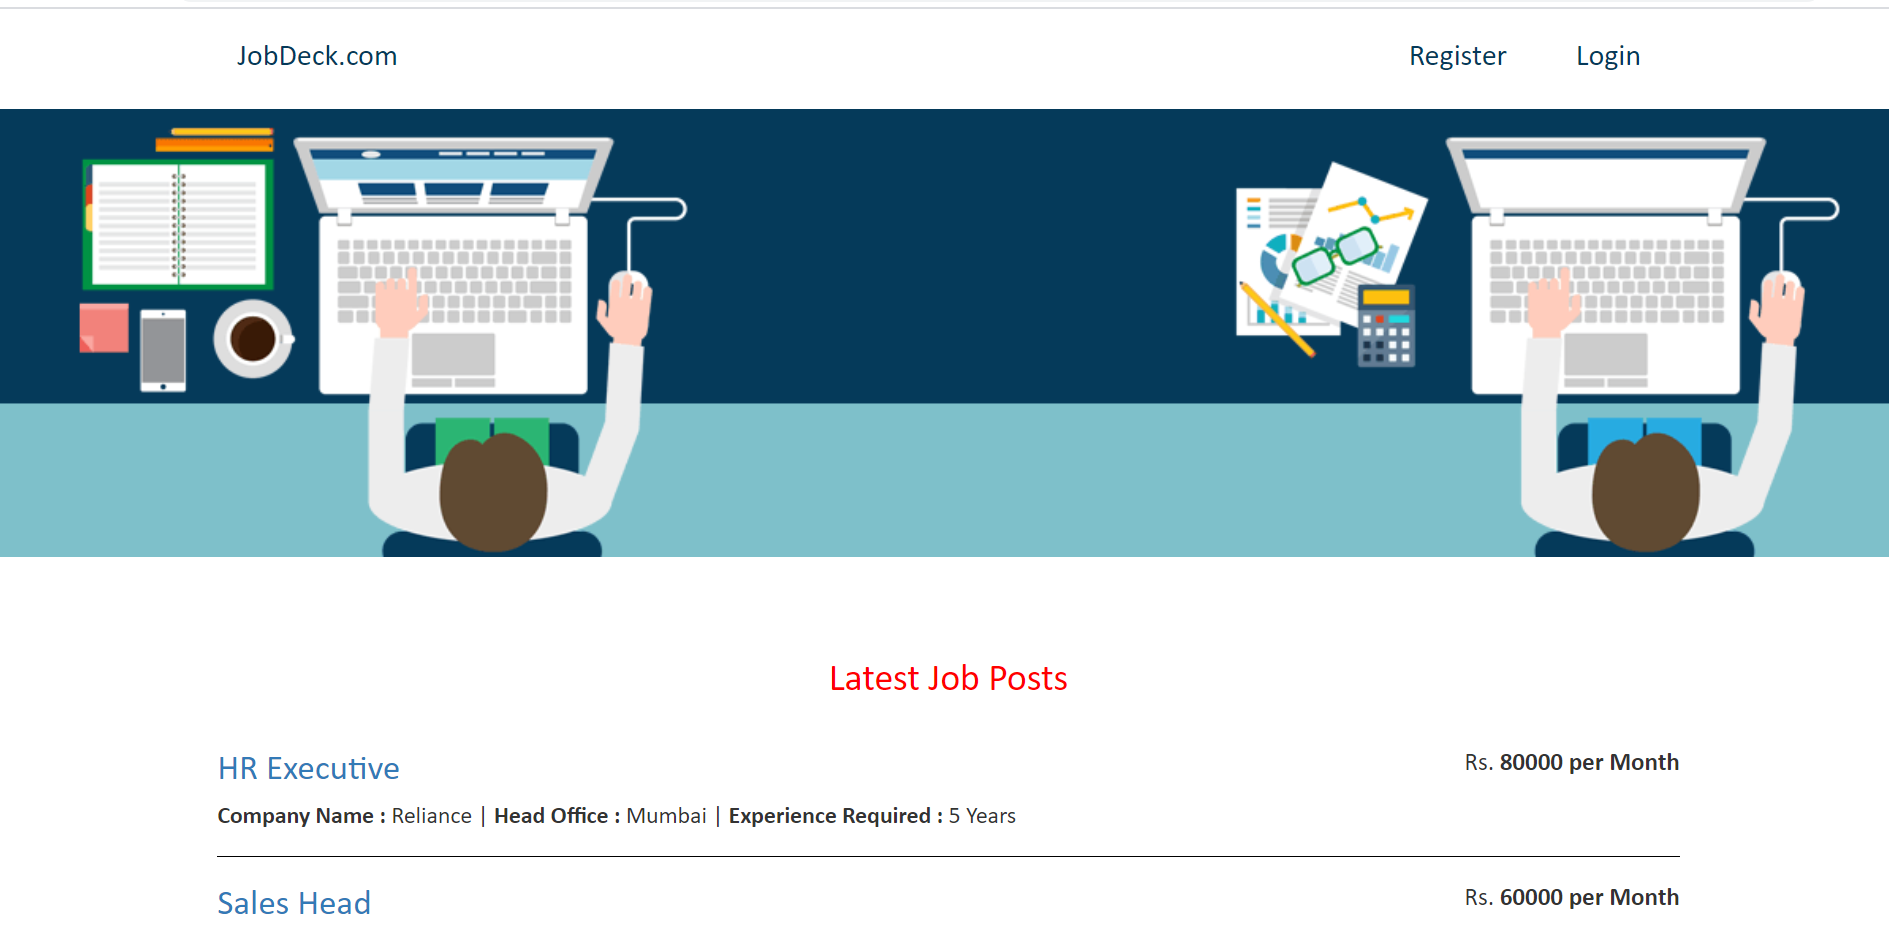 JobDeck.com Register Login
Latest Job Posts
HR Executive Rs. 80000 per Month
Company Name : Reliance | Head Office : Mumbai | Experience Required : 5 Years
Sales Head Rs. 60000 per Month